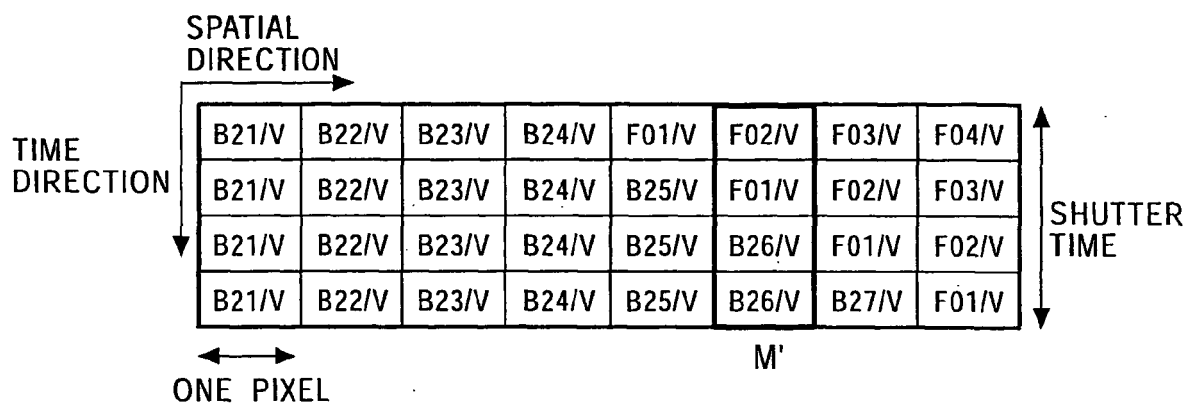 SPATIAL
DIRECTION
TIME
DIRECTION
B21/V B22/V B23/V B24/V F01/V F02/V F03/V F04/V
B21/V B22/V B23/V B24/V B25/V F01/V F02/V F03/V
B21/V B22/V B23/V B24/V B25/V B26/V F01/V F02/V
B21/V B22/V B23/V B24/V B25/V B26/V B27/V F01/V
SHUTTER
TIME
M'
ONE PIXEL